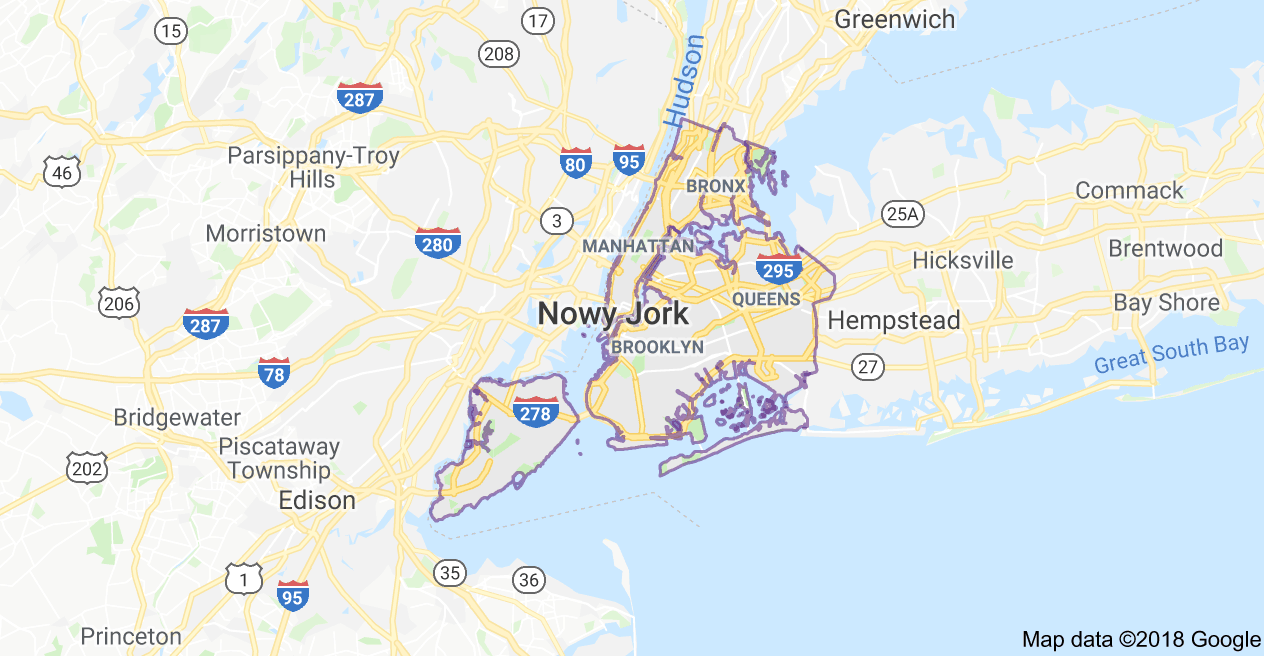 17
Greenwich
15
208
Hudson
287
Parsippany-Troy
Hills
80
95
46
BRONX
Commack
3
25A
Morristown
280
MANHATTAN
Brentwood
Hicksville
295
206
QUEENS
Bay Shore
Nowy Jork
Hempstead
287
BROOKLYN
Great South Bay
27
78
278
Bridgewater
Piscataway
Township
202
Edison
1
35
36
95
Princeton
Map data ©2018 Google